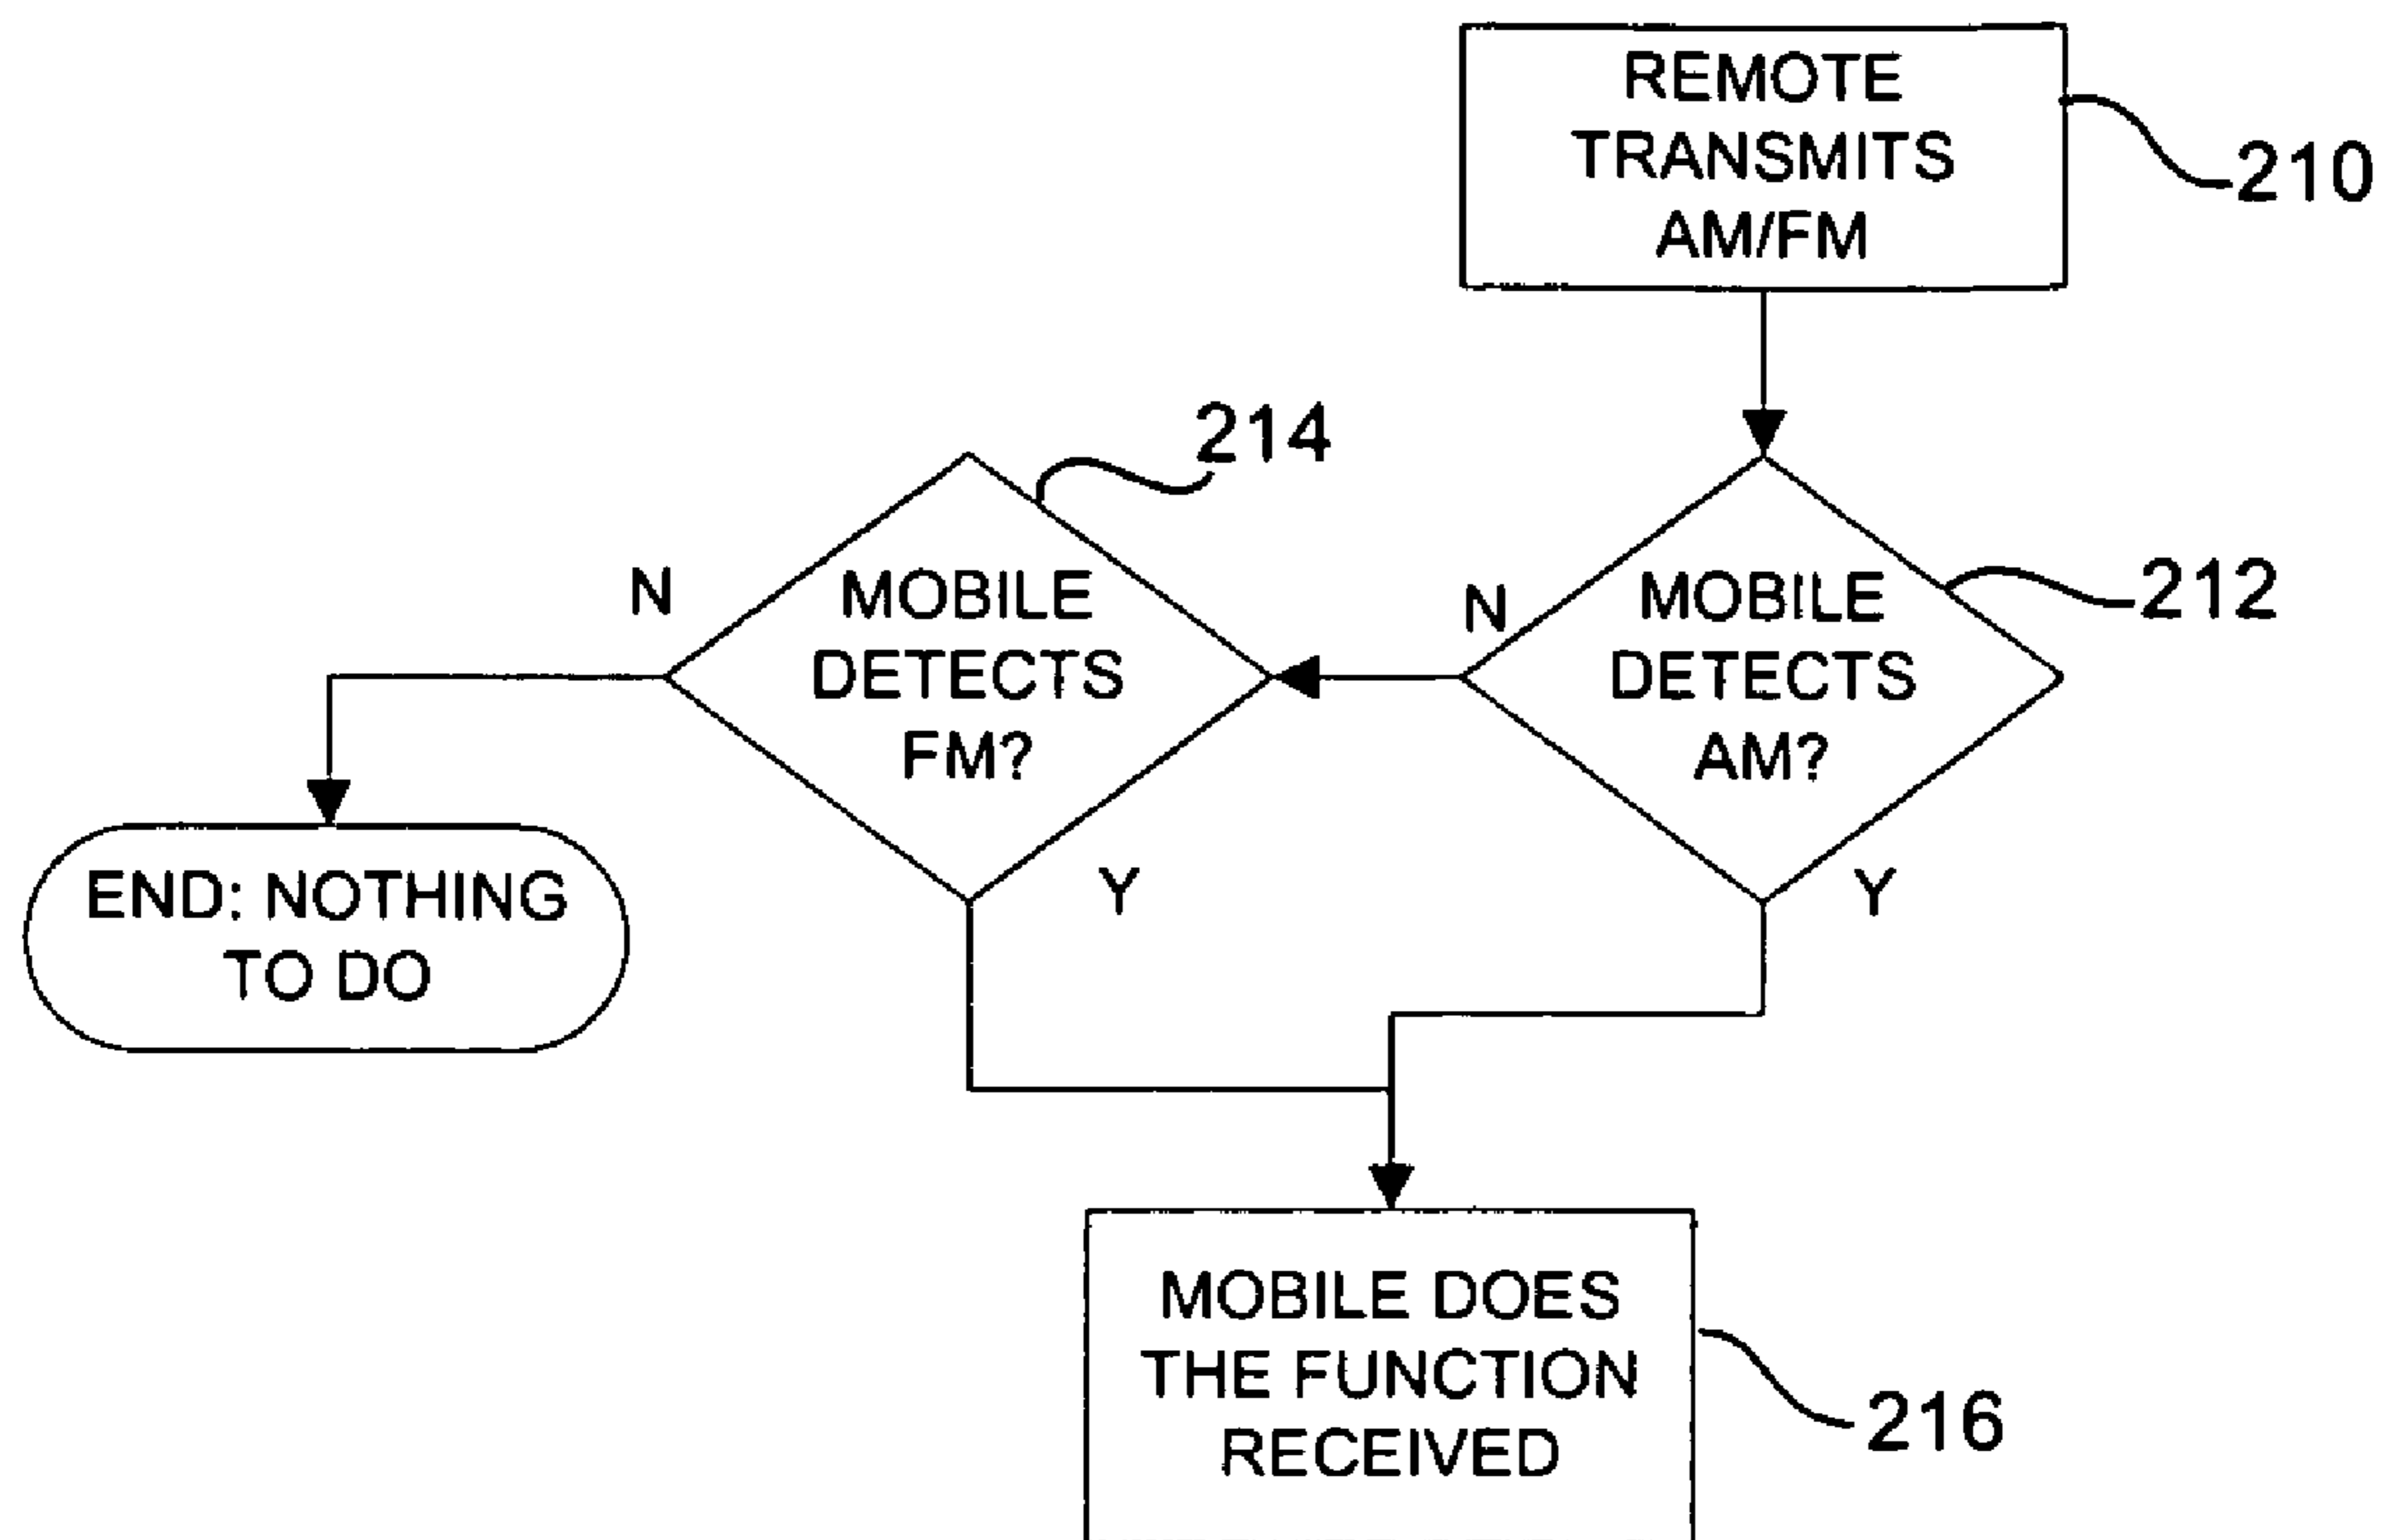 REMOTE
TRANSMITS
AM/FM
210
214
N
MOBILE
DETECTS
FM?
Y
N
MOBILE
DETECTS
AM?
212
Y
END: NOTHING
TO DO
MOBILE DOES
THE FUNCTION
RECEIVED
216